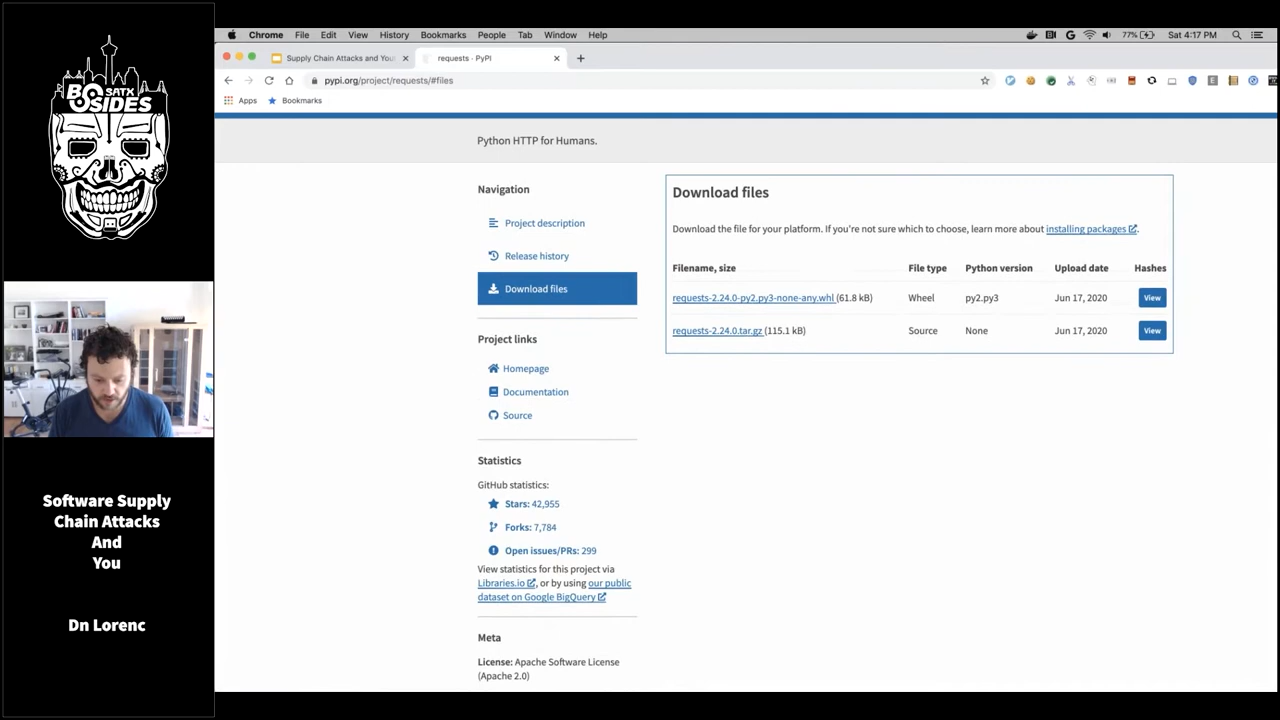 BSIDES
SATX
Software Supply
Chain Attacks
And
You
Dn Lorenc
Chrome File Edit View History Bookmarks People Tab Window Help
77% Sat 4:17 PM
Supply Chain Attacks and You
requests · PyPI
pypi.org/project/requests/#files
Apps Bookmarks
Python HTTP for Humans.
Navigation
Project description
Release history
Download files
Project links
Homepage
Documentation
Source
Statistics
GitHub statistics:
Stars: 42,955
Forks: 7,784
Open issues/PRs: 299
View statistics for this project via
Libraries.io, or by using our public
dataset on Google BigQuery
Meta
License: Apache Software License
(Apache 2.0)
Download files
Download the file for your platform. If you're not sure which to choose, learn more about installing packages.
Filename, size File type Python version Upload date Hashes
requests-2.24.0-py2.py3-none-any.whl (61.8 kB) Wheel py2.py3 Jun 17, 2020 View
requests-2.24.0.tar.gz (115.1 kB) Source None Jun 17, 2020 View